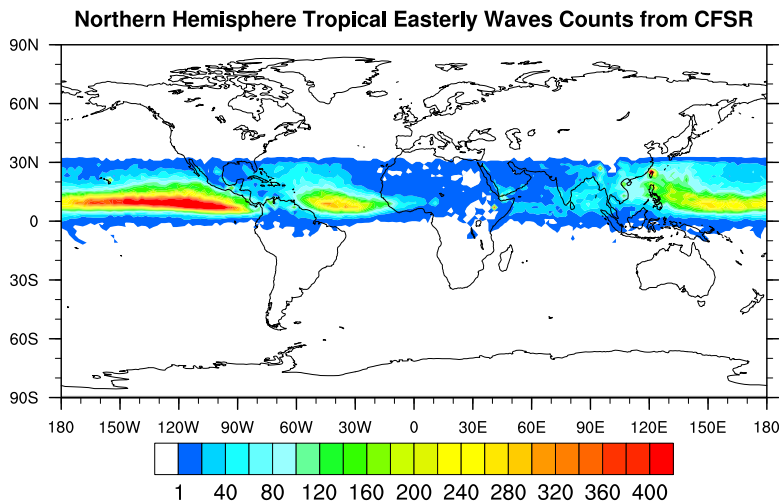 Northern Hemisphere Tropical Easterly Waves Counts from CFSR
90N
60N
30N
0
30S
60S
90S
180 150W 120W 90W 60W 30W 0 30E 60E 90E 120E 150E 180
1 40 80 120 160 200 240 280 320 360 400